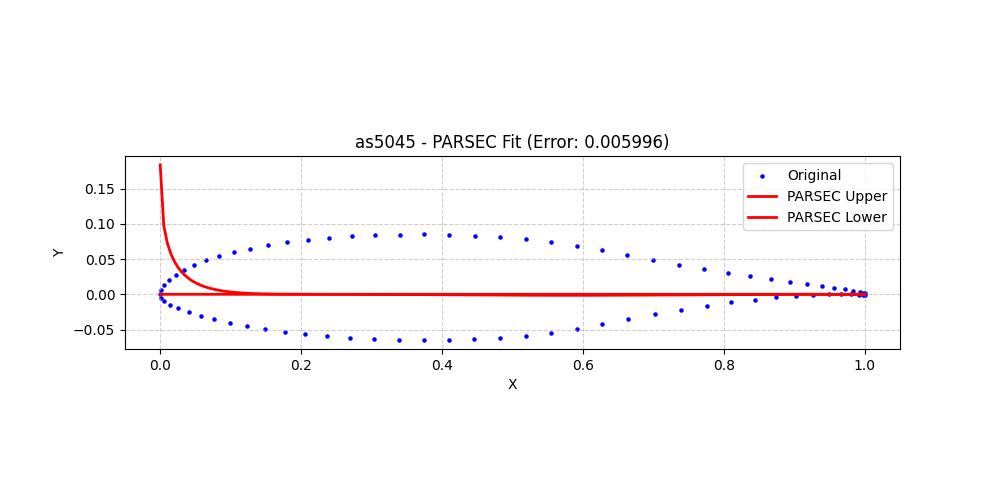 as5045 - PARSEC Fit (Error: 0.005996)
Original
PARSEC Upper
PARSEC Lower
Y
0.15
0.10
0.05
0.00
−0.05
0.0 0.2 0.4 0.6 0.8 1.0
X